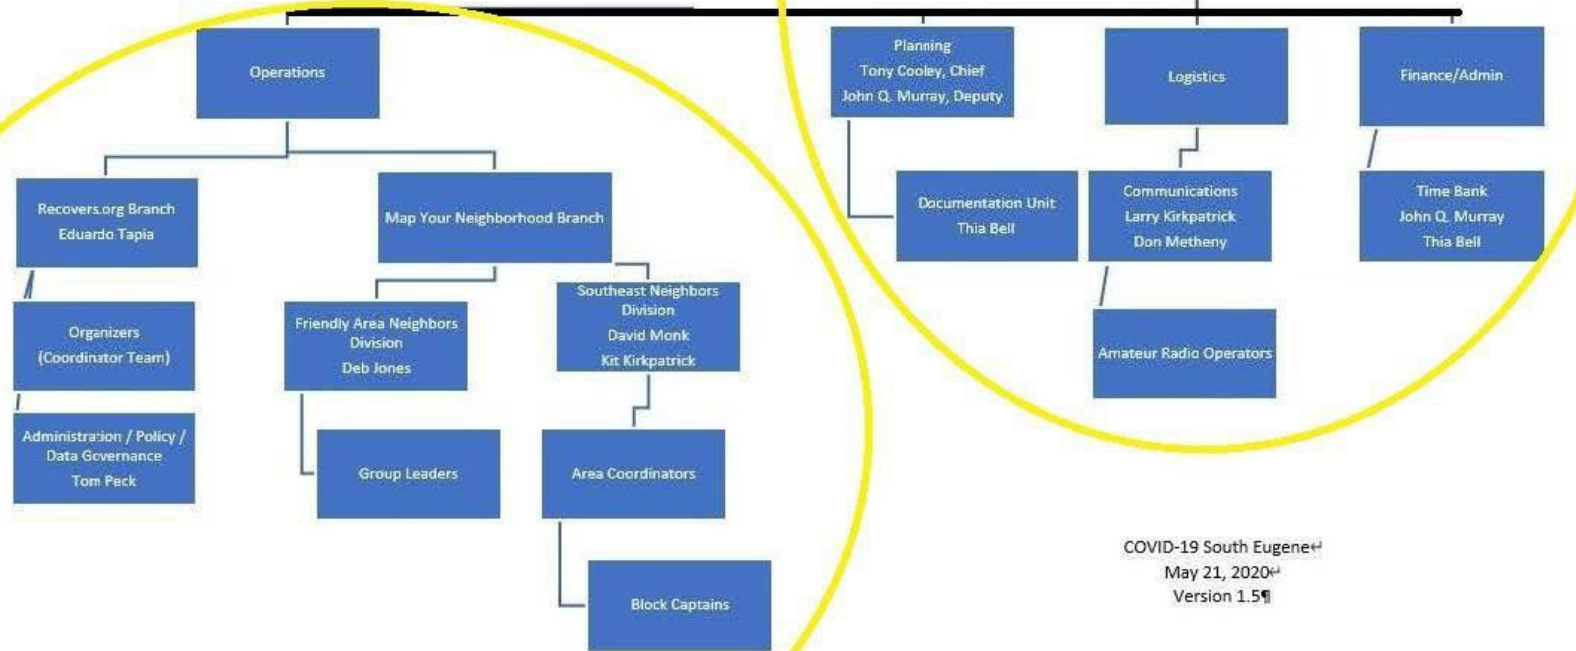 Operations
Planning
Tony Cooley, Chief
John Q. Murray, Deputy
Logistics
Finance/Admin
Recovers.org Branch
Eduardo Tapia
Map Your Neighborhood Branch
Documentation Unit
Thia Bell
Communications
Larry Kirkpatrick
Don Metheny
Time Bank
John Q. Murray
Thia Bell
Organizers
(Coordinator Team)
Friendly Area Neighbors
Division
Deb Jones
Southeast Neighbors
Division
David Monk
Kit Kirkpatrick
Amateur Radio Operators
Administration / Policy /
Data Governance
Tom Peck
Group Leaders
Area Coordinators
Block Captains
COVID-19 South Eugene↵
May 21, 2020↵
Version 1.5¶